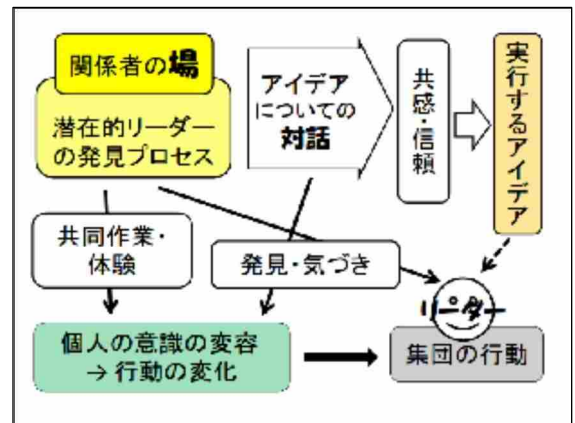 関係者の場
潜在的リーダー
の発見プロセス
アイデア
についての
対話
共感・信頼
実行するアイデア
共同作業・
体験
発見・気づき
リーダー
個人の意識の変容
→ 行動の変化
集団の行動